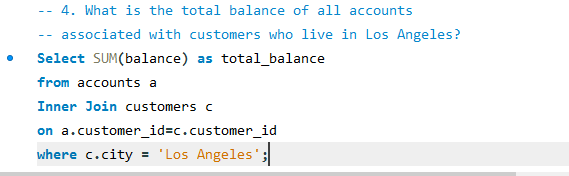 -- 4. What is the total balance of all accounts
-- associated with customers who live in Los Angeles?
Select SUM(balance) as total_balance
from accounts a
Inner Join customers c
on a.customer_id=c.customer_id
where c.city = 'Los Angeles';